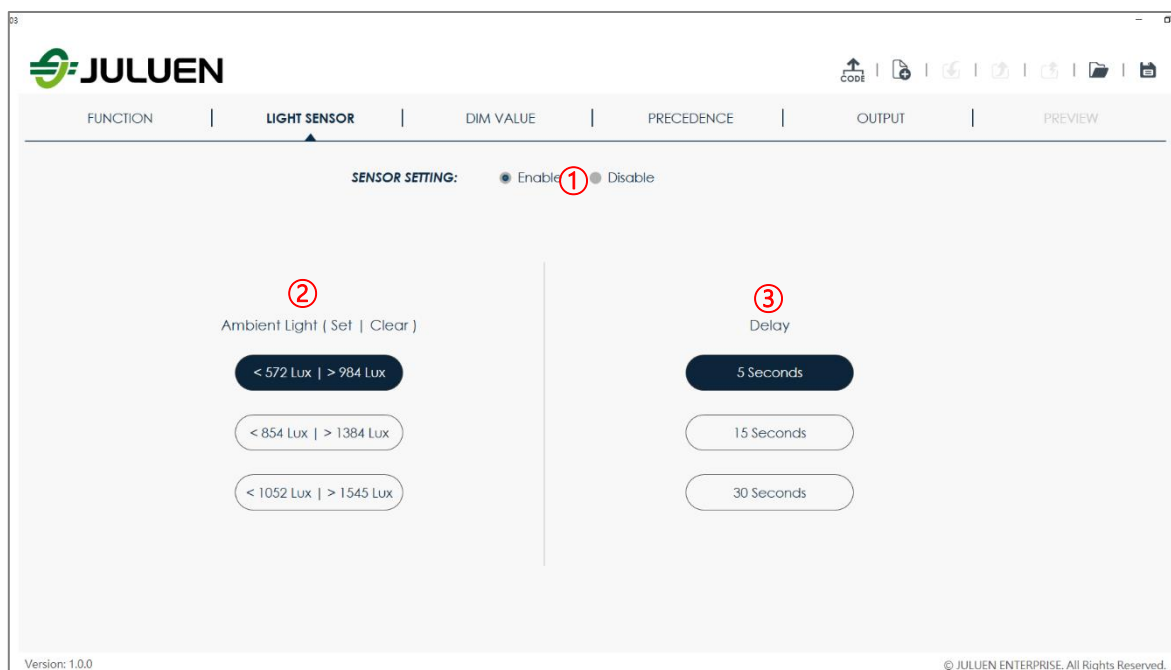 03
JULUEN
CODE
FUNCTION | LIGHT SENSOR | DIM VALUE | PRECEDENCE | OUTPUT | PREVIEW
SENSOR SETTING: Enable ① Disable
②
Ambient Light ( Set | Clear )
< 572 Lux | > 984 Lux
< 854 Lux | > 1384 Lux
< 1052 Lux | > 1545 Lux
③
Delay
5 Seconds
15 Seconds
30 Seconds
Version: 1.0.0
© JULUEN ENTERPRISE. All Rights Reserved.